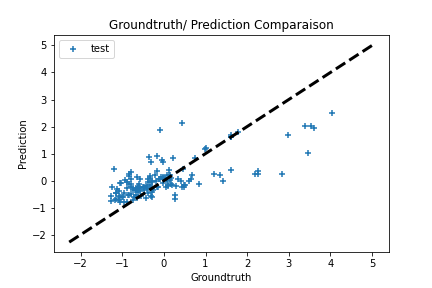 Groundtruth/ Prediction Comparaison
test
5
4
3
2
1
0
−1
−2
Prediction
−2 −1 0 1 2 3 4 5
Groundtruth